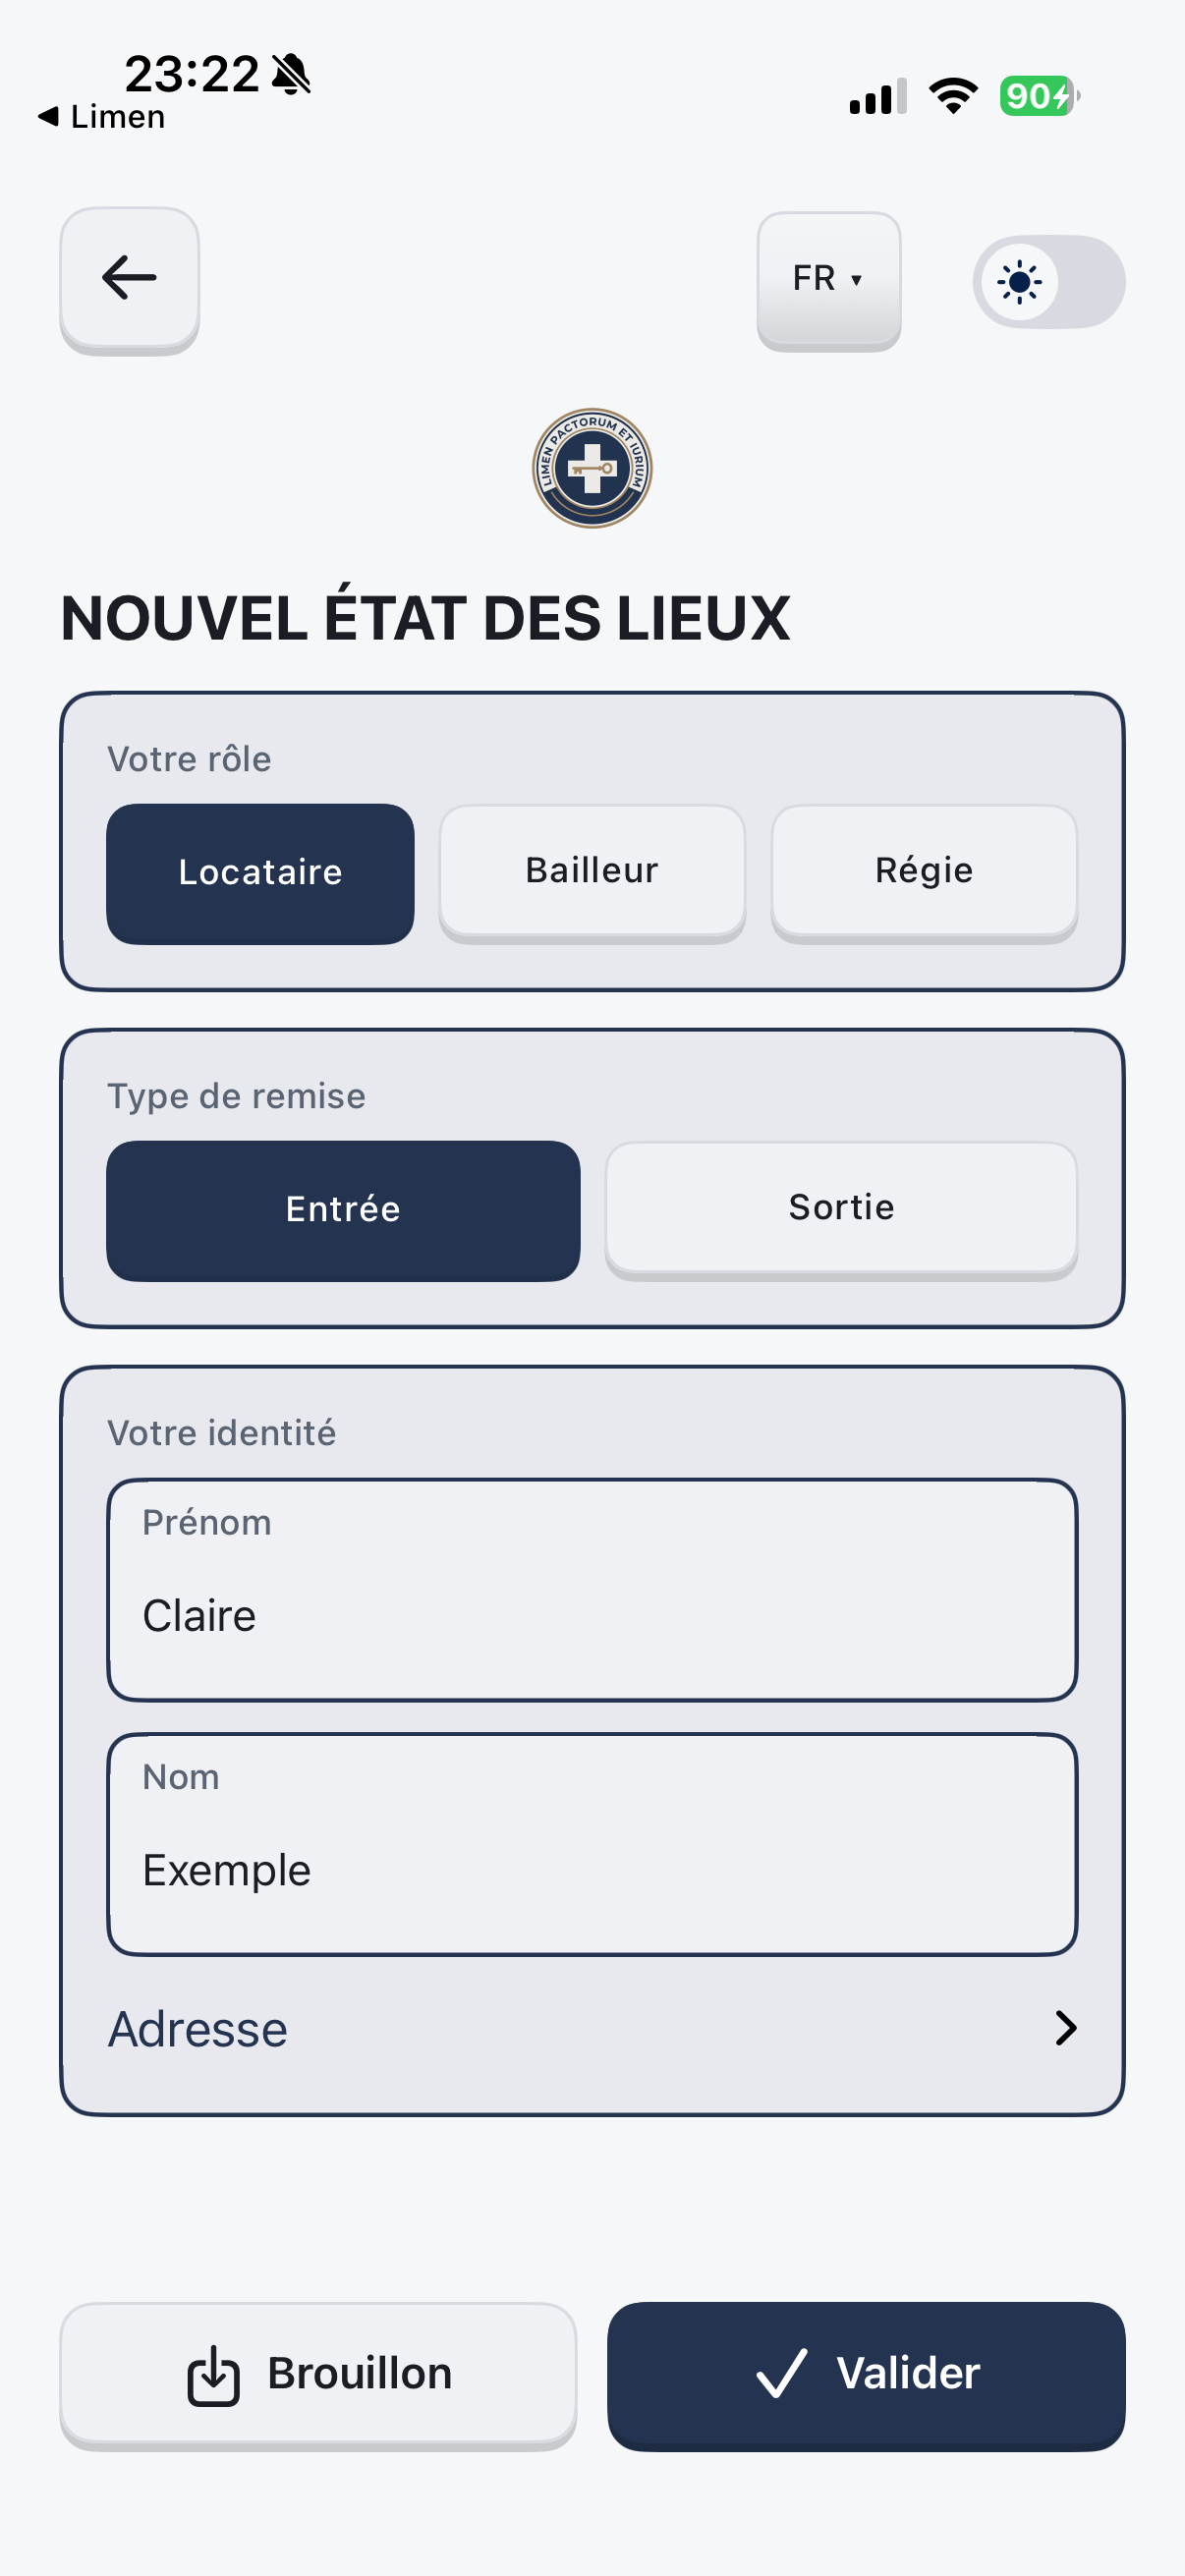 23:22
Limen
90
FR
LIMEN PACTORUM ET IURIUM
NOUVEL ÉTAT DES LIEUX
Votre rôle
Locataire Bailleur Régie
Type de remise
Entrée Sortie
Votre identité
Prénom
Claire
Nom
Exemple
Adresse
Brouillon Valider